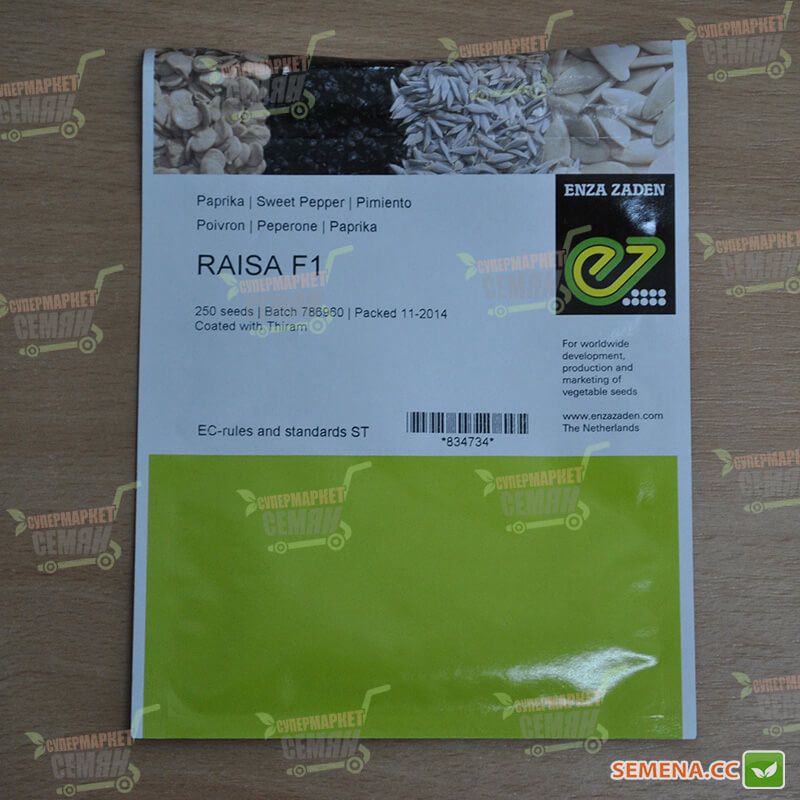 ENZA ZADEN
Paprika | Sweet Pepper | Pimiento
Poivron | Peperone | Paprika
RAISA F1
250 seeds | Batch 786960 | Packed 11-2014
Coated with Thiram
For worldwide
development,
production and
marketing of
vegetable seeds
www.enzazaden.com
The Netherlands
EC-rules and standards ST
*834734*
СУПЕРМАРКЕТ
СЕМЯН
SEMENA.CC